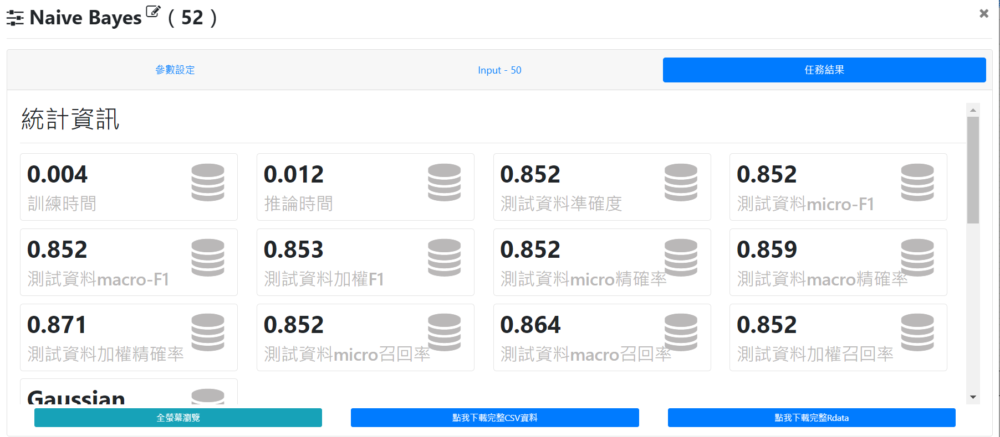 Naive Bayes ( 52 )
參數設定
Input - 50
任務結果
統計資訊
0.004
訓練時間
0.012
推論時間
0.852
測試資料準確度
0.852
測試資料micro-F1
0.852
測試資料macro-F1
0.853
測試資料加權F1
0.852
測試資料micro精確率
0.859
測試資料macro精確率
0.871
測試資料加權精確率
0.852
測試資料micro召回率
0.864
測試資料macro召回率
0.852
測試資料加權召回率
Gaussian
全螢幕瀏覽
點我下載完整CSV資料
點我下載完整Rdata